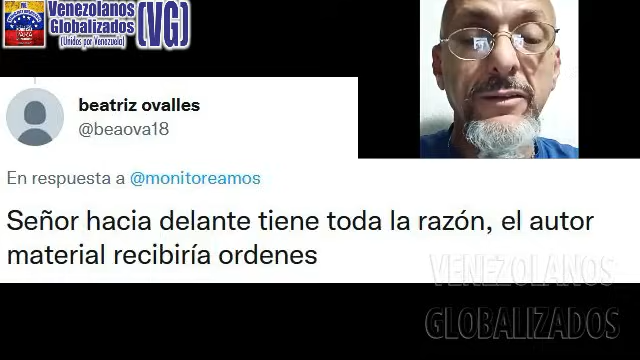 Venezolanos
Globalizados
(Unidos por Venezuela)
(VG)
beatriz ovalles
@beaova18
En respuesta a @monitoreamos
Señor hacia delante tiene toda la razón, el autor
material recibiría ordenes
VENEZOLANOS
GLOBALIZADOS